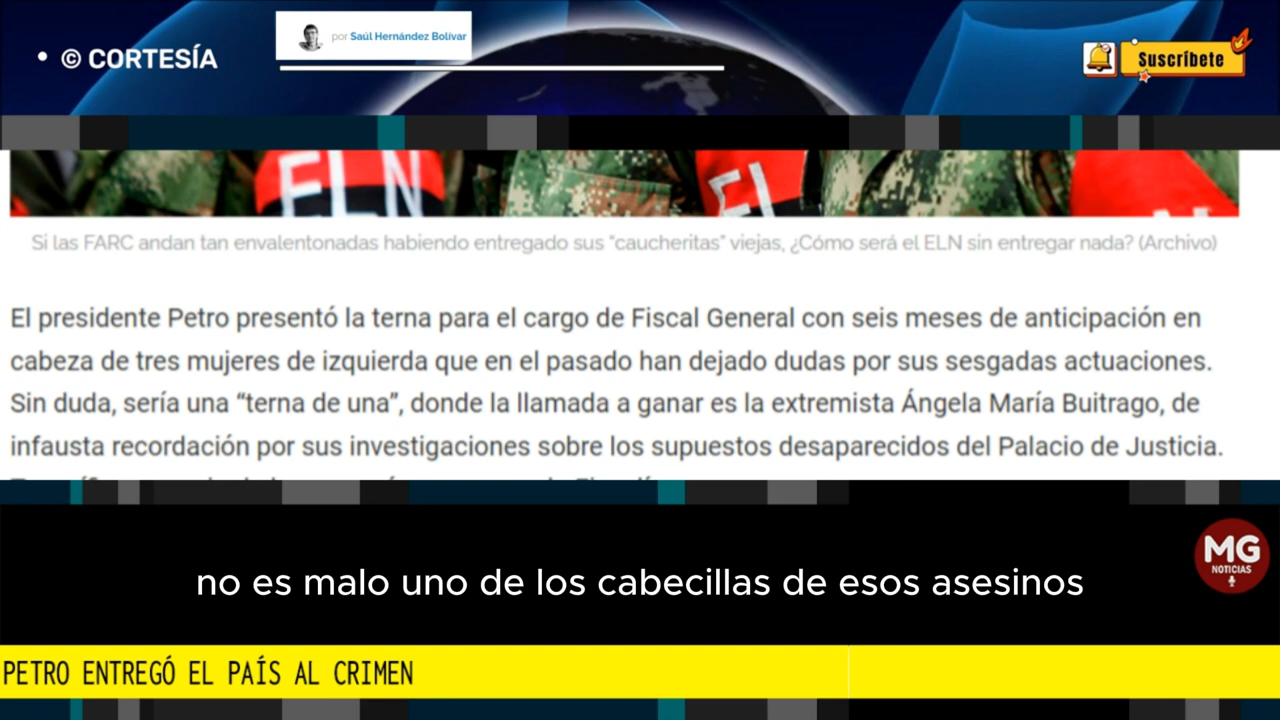 • © CORTESÍA
por Saúl Hernández Bolívar
Suscríbete
ELN
EL
Si las FARC andan tan envalentonadas habiendo entregado sus "caucheritas" viejas, ¿Cómo será el ELN sin entregar nada? (Archivo)
El presidente Petro presentó la terna para el cargo de Fiscal General con seis meses de anticipación en
cabeza de tres mujeres de izquierda que en el pasado han dejado dudas por sus sesgadas actuaciones.
Sin duda, sería una “terna de una”, donde la llamada a ganar es la extremista Ángela María Buitrago, de
infausta recordación por sus investigaciones sobre los supuestos desaparecidos del Palacio de Justicia.
no es malo uno de los cabecillas de esos asesinos
MG
NOTICIAS
PETRO ENTREGÓ EL PAÍS AL CRIMEN